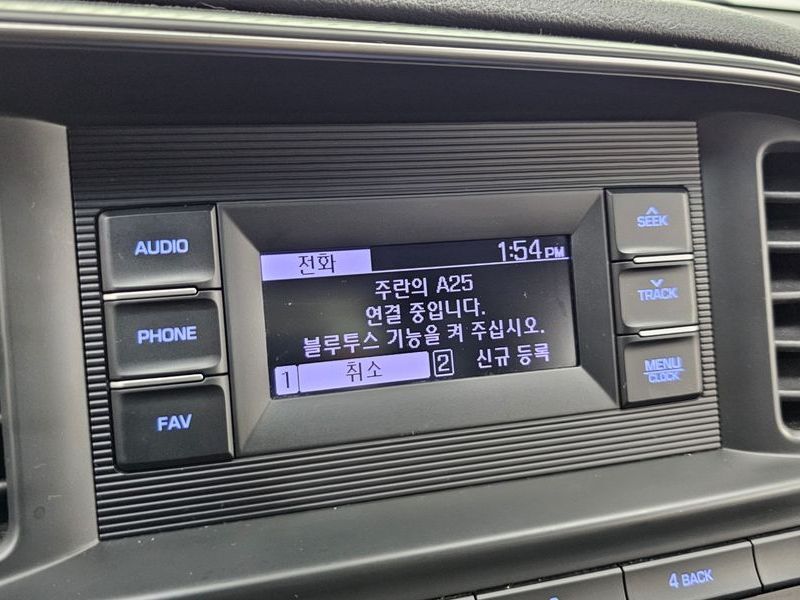 AUDIO
PHONE
FAV
전화
1:54 PM
주란의 A25
연결 중입니다.
블루투스 기능을 켜 주십시오.
1 취소
2 신규 등록
SEEK
TRACK
MENU
CLOCK
4 BACK